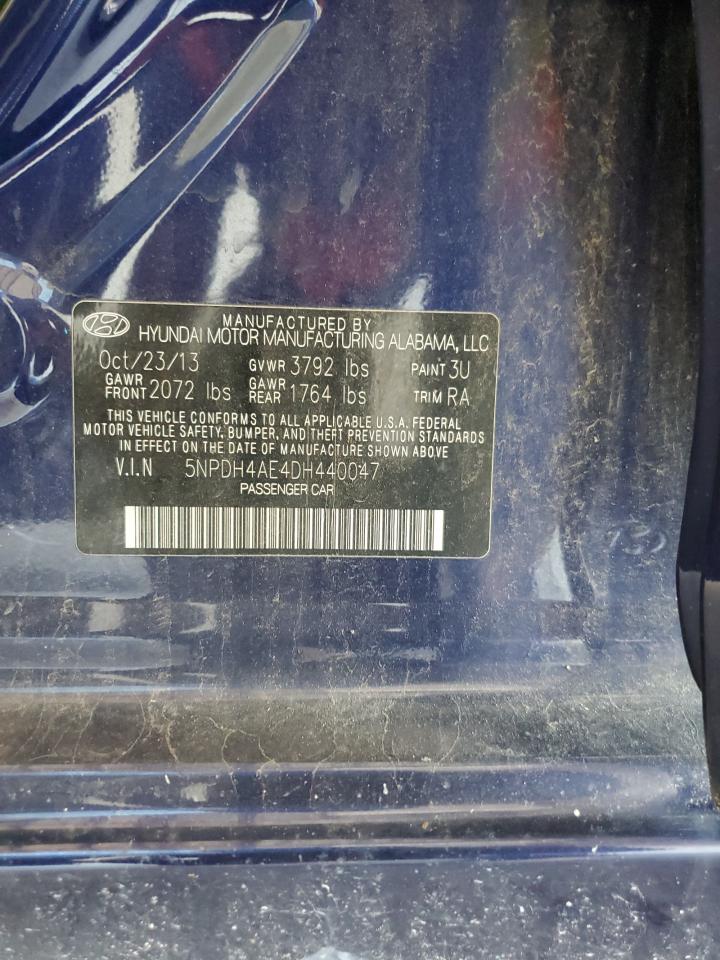 MANUFACTURED BY
HYUNDAI MOTOR MANUFACTURING ALABAMA, LLC
Oct/23/13 GVWR 3792 lbs PAINT 3U
GAWR FRONT 2072 lbs GAWR REAR 1764 lbs TRIM RA
THIS VEHICLE CONFORMS TO ALL APPLICABLE U.S.A. FEDERAL
MOTOR VEHICLE SAFETY, BUMPER, AND THEFT PREVENTION STANDARDS
IN EFFECT ON THE DATE OF MANUFACTURE SHOWN ABOVE
V.I.N 5NPDH4AE4DH440047
PASSENGER CAR